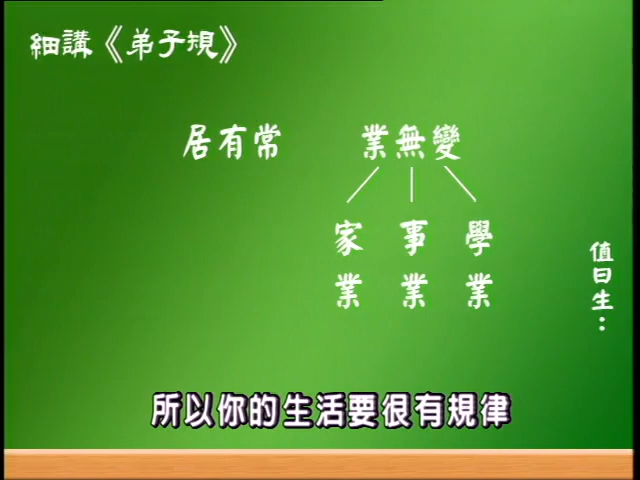 細講《弟子規》
居有常 業無變
家業 事業 學業
值日生：
所以你的生活要很有規律